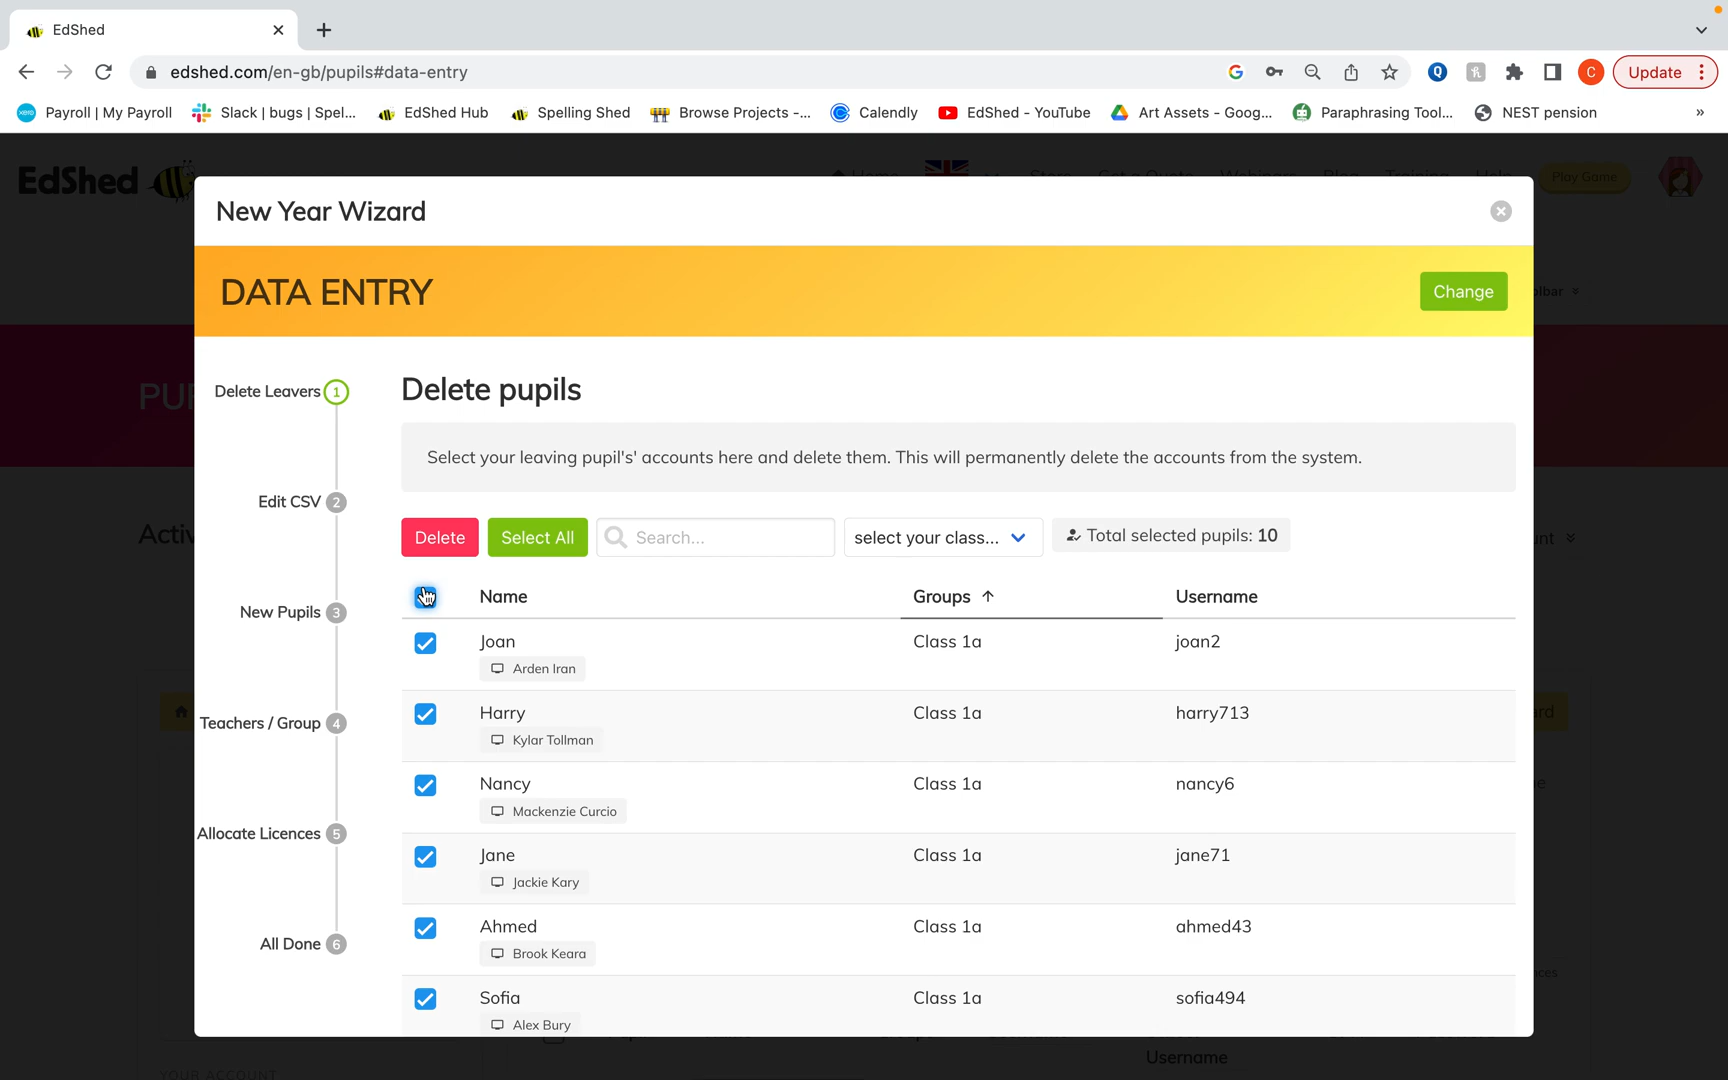 EdShed
edshed.com/en-gb/pupils#data-entry
Update
Payroll | My Payroll
Slack | bugs | Spel...
EdShed Hub
Spelling Shed
Browse Projects -...
Calendly
EdShed - YouTube
Art Assets - Goog...
Paraphrasing Tool...
NEST pension
»
EdShed
Play Game
New Year Wizard
DATA ENTRY
Change
Delete Leavers 1
Edit CSV 2
New Pupils 3
Teachers / Group 4
Allocate Licences 5
All Done 6
Delete pupils
Select your leaving pupil's' accounts here and delete them. This will permanently delete the accounts from the system.
Delete
Select All
Search...
select your class...
Total selected pupils: 10
Name Groups Username
Joan Class 1a joan2
Arden Iran
Harry Class 1a harry713
Kylar Tollman
Nancy Class 1a nancy6
Mackenzie Curcio
Jane Class 1a jane71
Jackie Kary
Ahmed Class 1a ahmed43
Brook Keara
Sofia Class 1a sofia494
Alex Bury
Username
YOUR ACCOUNT